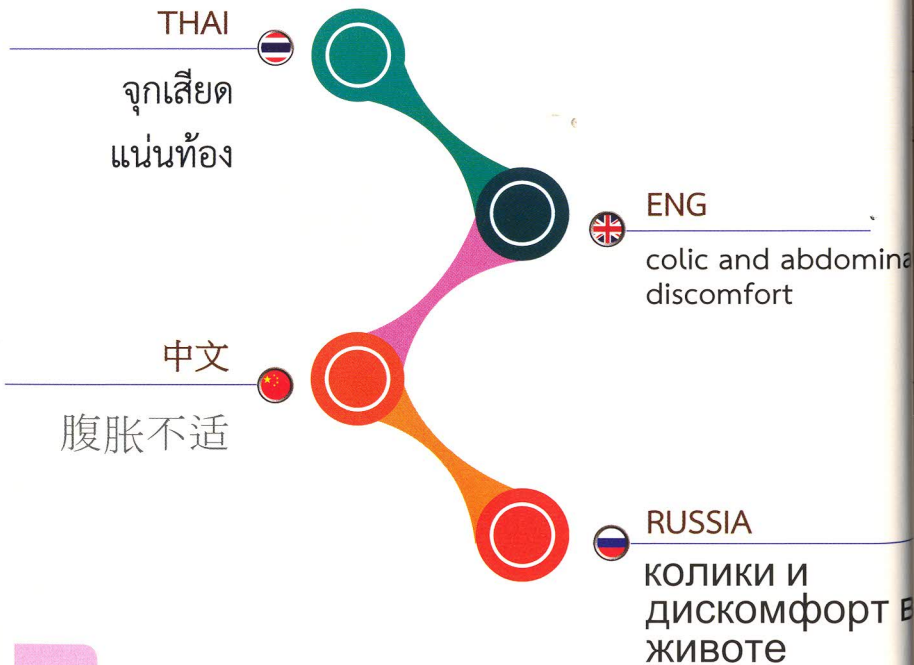 THAI
จุกเสียด
แน่นท้อง
ENG
colic and abdomina
discomfort
中文
腹胀不适
RUSSIA
колики и
дискомфорт в
животе